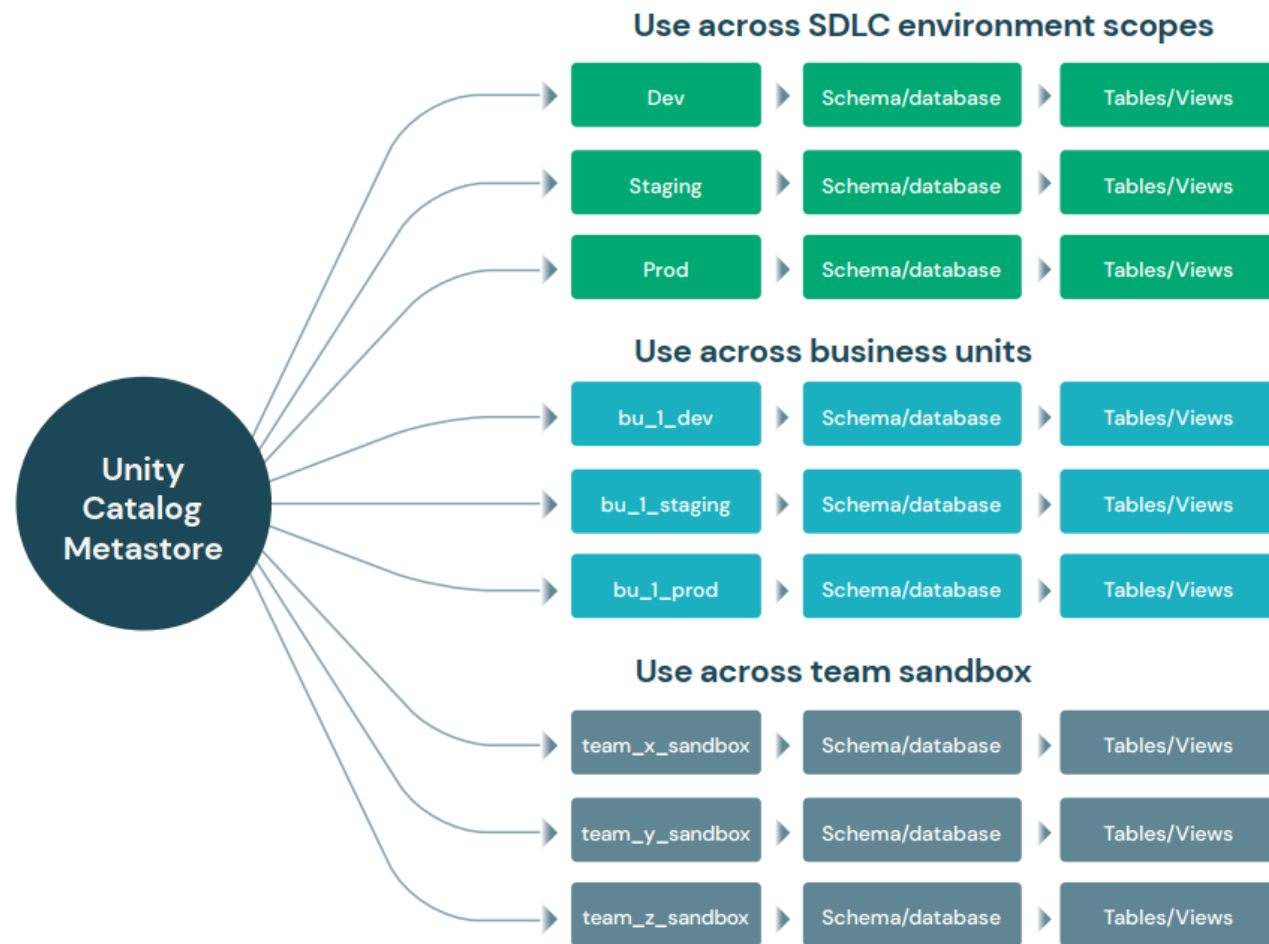 Use across SDLC environment scopes
Dev
Schema/database
Tables/Views
Staging
Schema/database
Tables/Views
Prod
Schema/database
Tables/Views
Use across business units
bu_1_dev
Schema/database
Tables/Views
Unity
Catalog
Metastore
bu_1_staging
Schema/database
Tables/Views
bu_1_prod
Schema/database
Tables/Views
Use across team sandbox
team_x_sandbox
Schema/database
Tables/Views
team_y_sandbox
Schema/database
Tables/Views
team_z_sandbox
Schema/database
Tables/Views